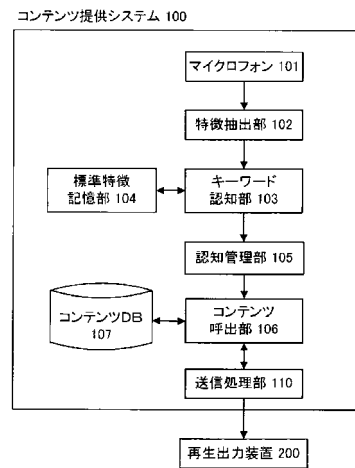 コンテンツ提供システム 100
マイクロフォン 101
特徴抽出部 102
標準特徴
記憶部 104
キーワード
認知部 103
認知管理部 105
コンテンツDB
107
コンテンツ
呼出部 106
送信処理部 110
再生出力装置 200